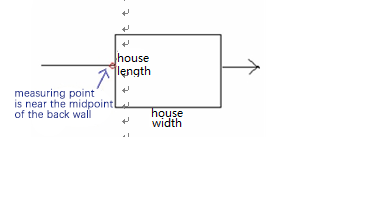 house
length
measuring point
is near the midpoint
of the back wall
house
width